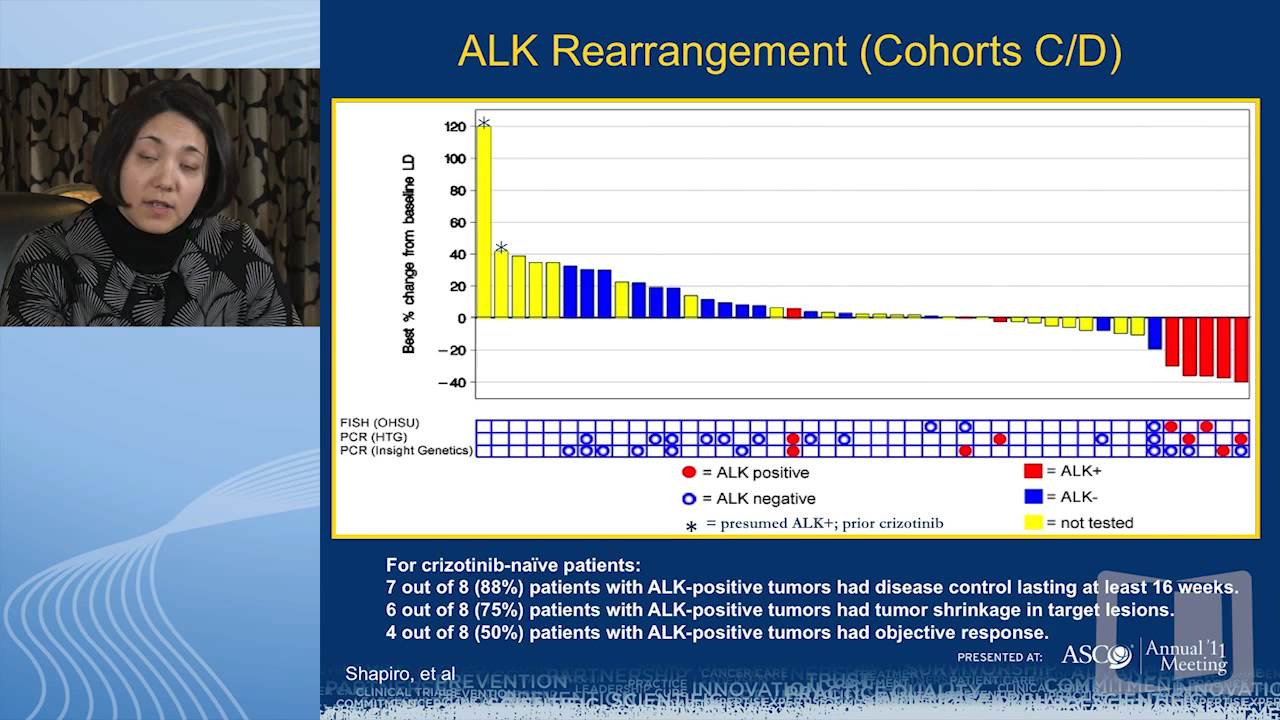 ALK Rearrangement (Cohorts C/D)
Best % change from baseline LD
120
100
80
60
40
20
0
−20
−40
*
*
FISH (OHSU)
PCR (HTG)
PCR (Insight Genetics)
= ALK positive
= ALK negative
* = presumed ALK+; prior crizotinib
= ALK+
= ALK-
= not tested
For crizotinib-naïve patients:
7 out of 8 (88%) patients with ALK-positive tumors had disease control lasting at least 16 weeks.
6 out of 8 (75%) patients with ALK-positive tumors had tumor shrinkage in target lesions.
4 out of 8 (50%) patients with ALK-positive tumors had objective response.
PRESENTED AT: ASCO Annual '11
Meeting
Shapiro, et al